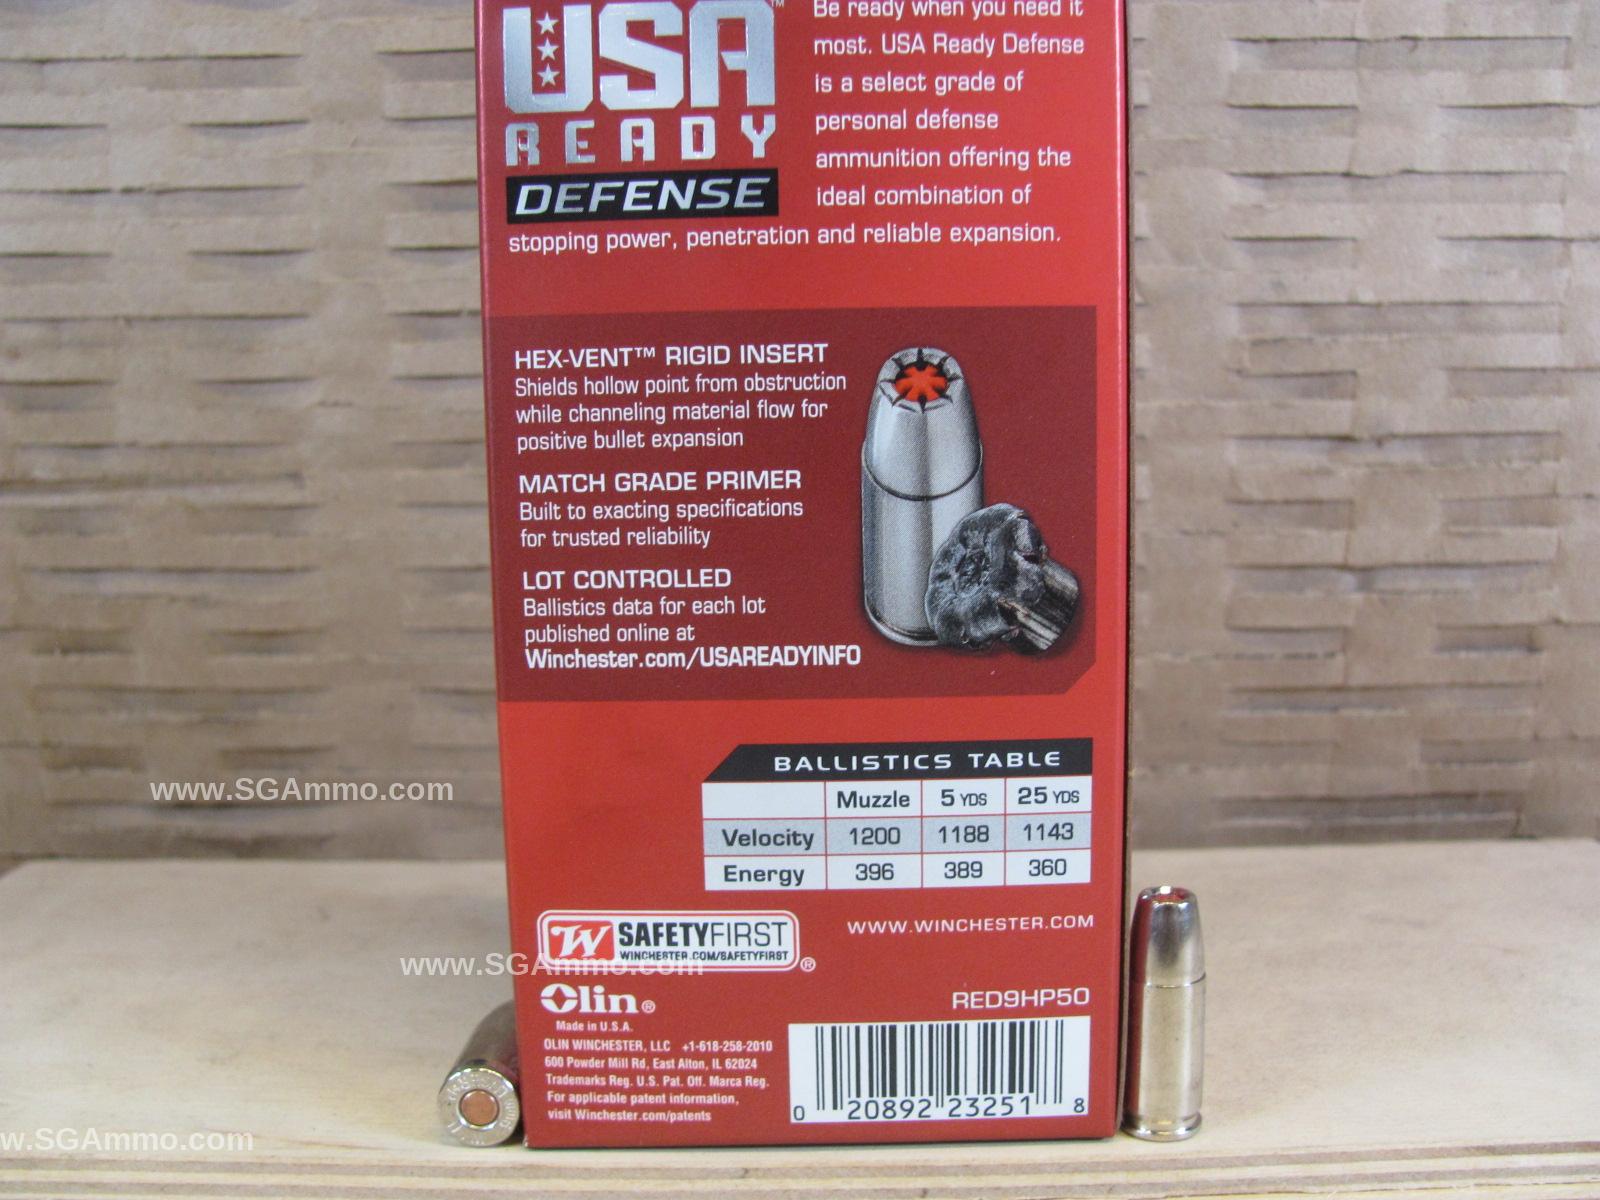 USA™
READY
DEFENSE
Be ready when you need it
most. USA Ready Defense
is a select grade of
personal defense
ammunition offering the
ideal combination of
stopping power, penetration and reliable expansion.
HEX-VENT™ RIGID INSERT
Shields hollow point from obstruction
while channeling material flow for
positive bullet expansion
MATCH GRADE PRIMER
Built to exacting specifications
for trusted reliability
LOT CONTROLLED
Ballistics data for each lot
published online at
Winchester.com/USAREADYINFO
BALLISTICS TABLE
Muzzle 5 YDS 25 YDS
Velocity 1200 1188 1143
Energy 396 389 360
www.SGAmmo.com
W SAFETYFIRST
WINCHESTER.COM/SAFETYFIRST ®
WWW.WINCHESTER.COM
www.SGAmmo.com
Olin®
RED9HP50
Made in U.S.A.
OLIN WINCHESTER, LLC +1-618-258-2010
600 Powder Mill Rd, East Alton, IL 62024
Trademarks Reg. U.S. Pat. Off. Marca Reg.
For applicable patent information,
visit Winchester.com/patents
0 20892 23251 8
w.SGAmmo.com